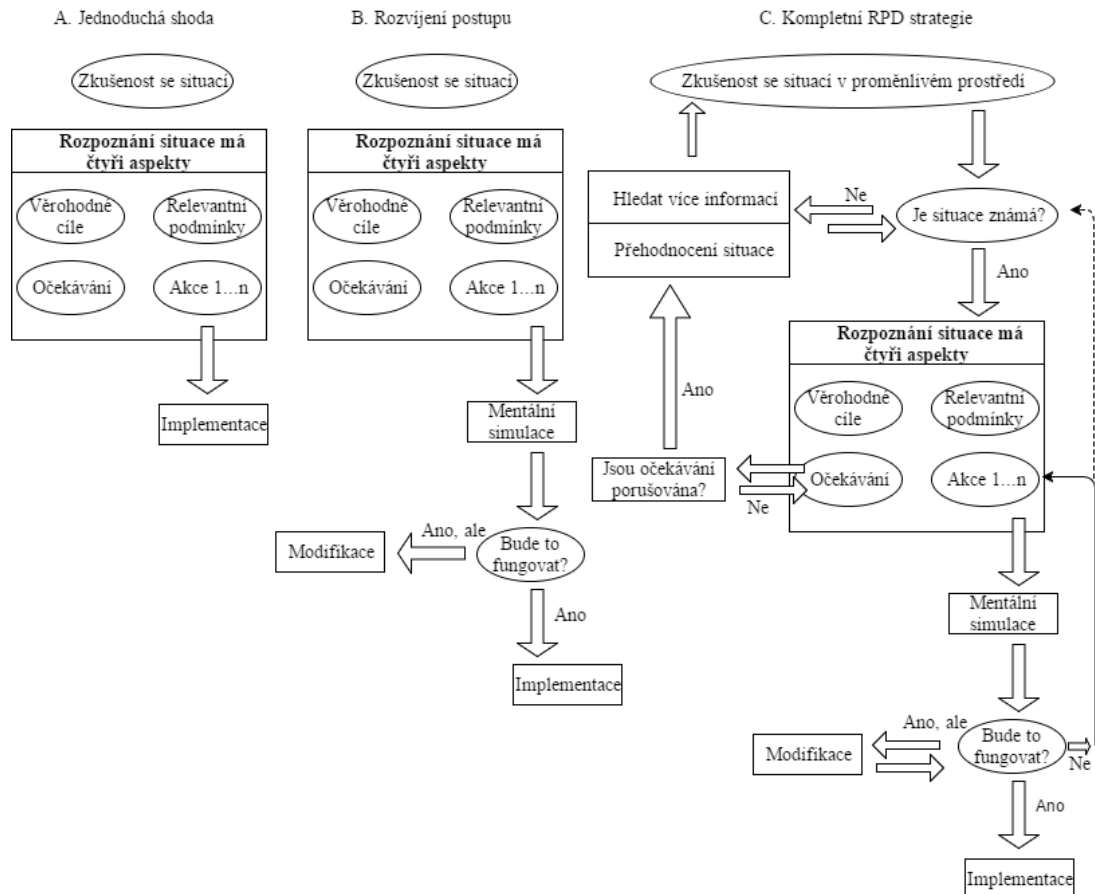 A. Jednoduchá shoda
Zkušenost se situací
Rozpoznání situace má
čtyři aspekty
Věrohodné
cíle
Relevantní
podmínky
Očekávání
Akce 1...n
Implementace
B. Rozvíjení postupu
Zkušenost se situací
Rozpoznání situace má
čtyři aspekty
Věrohodné
cíle
Relevantní
podmínky
Očekávání
Akce 1...n
Mentální
simulace
Bude to
fungovat?
Ano, ale
Modifikace
Ano
Implementace
C. Kompletní RPD strategie
Zkušenost se situací v proměnlivém prostředí
Hledat více informací
Přehodnocení situace
Ne
Je situace známá?
Ano
Rozpoznání situace má
čtyři aspekty
Věrohodné
cíle
Relevantní
podmínky
Očekávání
Akce 1...n
Ano
Jsou očekávání
porušována?
Ne
Mentální
simulace
Bude to
fungovat?
Ano, ale
Modifikace
Ne
Ano
Implementace